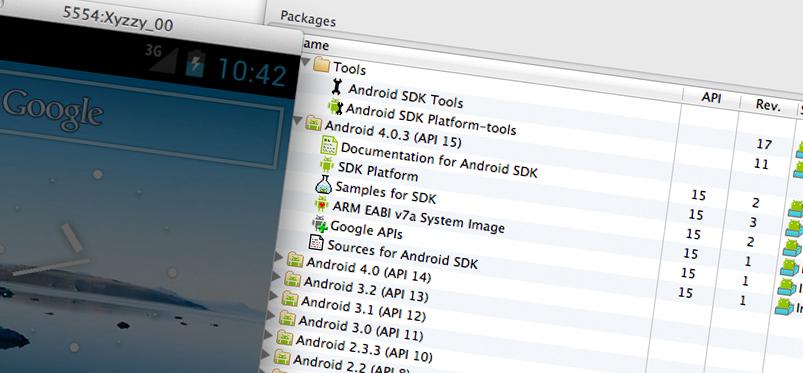 5554:Xyzzy_00
3G 10:42
Google
Packages
ame API Rev.
Tools
Android SDK Tools 17
Android SDK Platform-tools 11
Android 4.0.3 (API 15)
Documentation for Android SDK 15 2
SDK Platform 15 3
Samples for SDK 15 2
ARM EABI v7a System Image 15 1
Google APIs 15 1
Sources for Android SDK 15 1
Android 4.0 (API 14)
Android 3.2 (API 13)
Android 3.1 (API 12)
Android 3.0 (API 11)
Android 2.3.3 (API 10)
Android 2.2 (API 8)